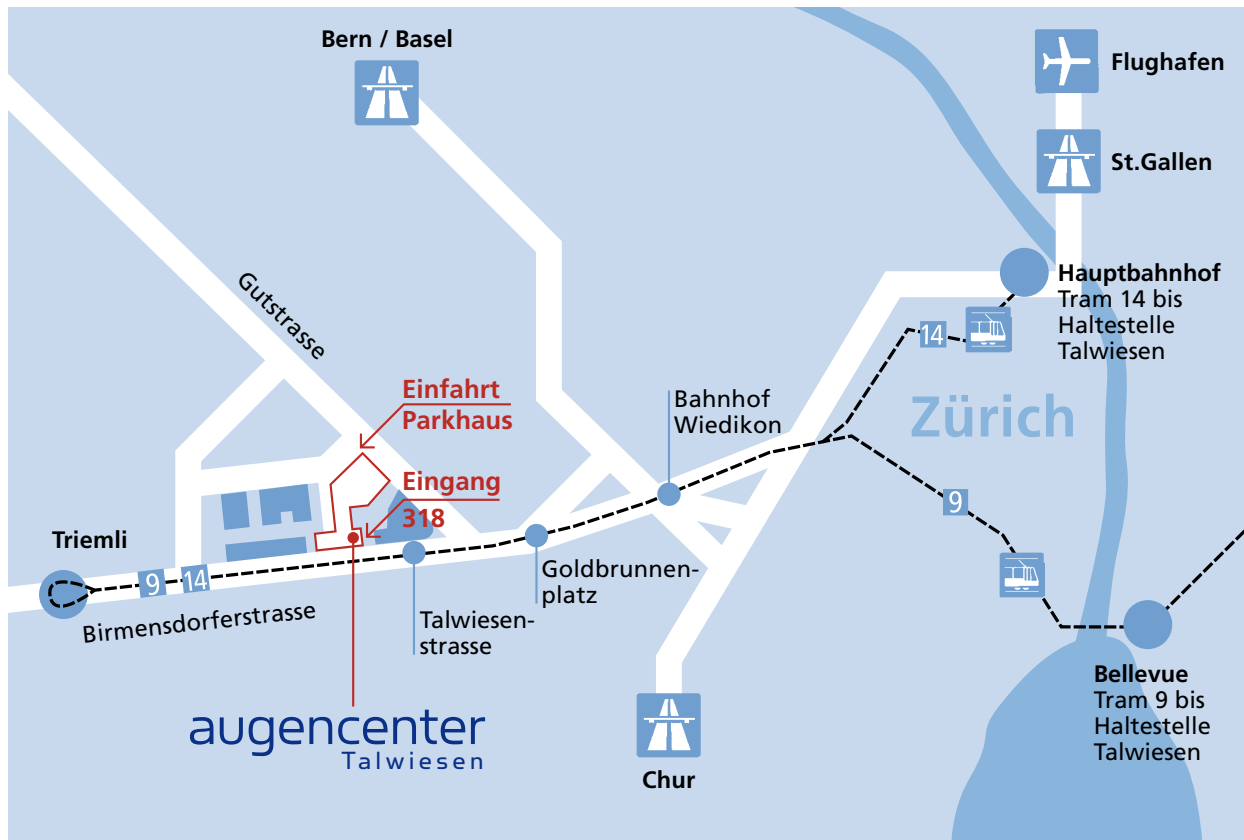 Bern / Basel
Flughafen
St.Gallen
Hauptbahnhof
Tram 14 bis
Haltestelle
Talwiesen
14
Gutstrasse
Einfahrt
Parkhaus
Bahnhof
Wiedikon
Zürich
Eingang
318
9
Triemli
9
14
Goldbrunnen-
platz
Birmensdorferstrasse
Talwiesen-
strasse
Bellevue
Tram 9 bis
Haltestelle
Talwiesen
augencenter
Talwiesen
Chur